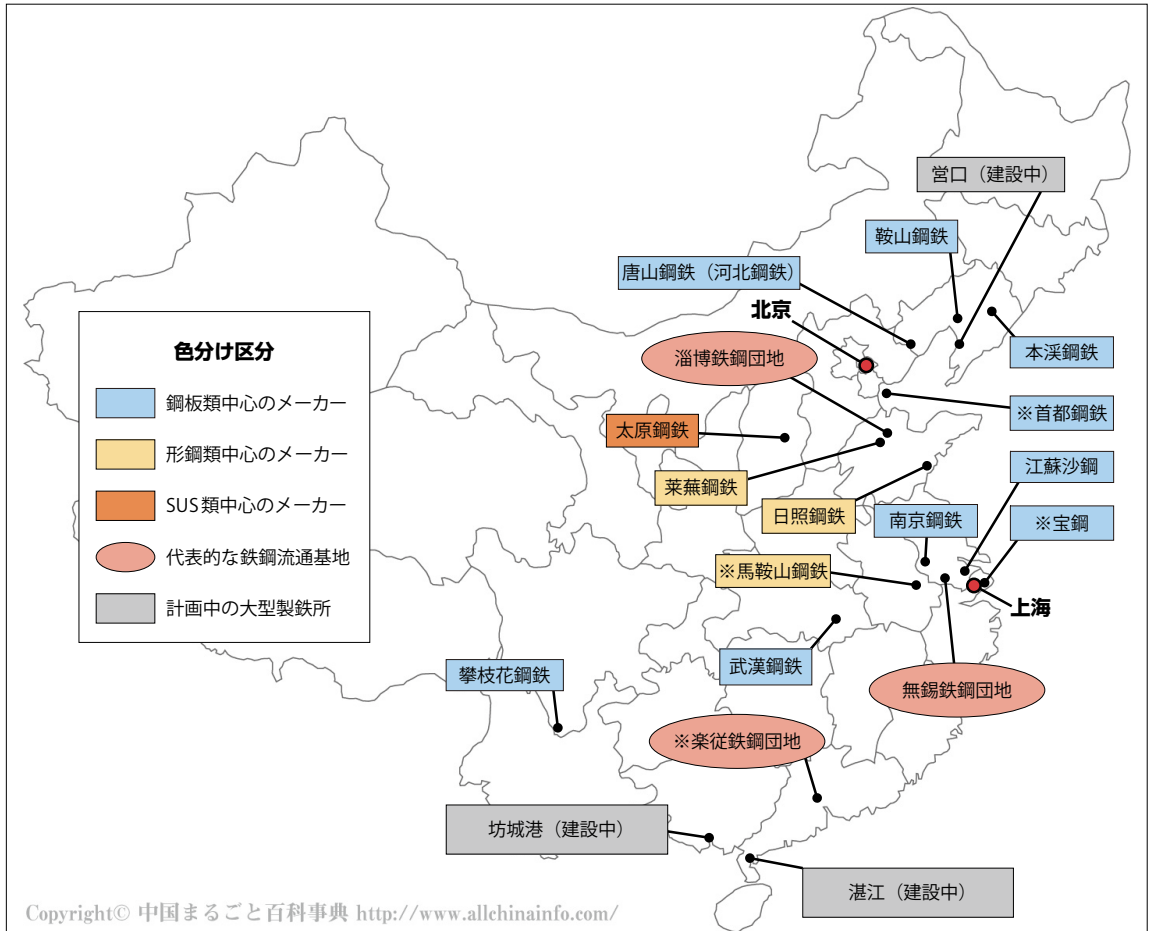 営口（建設中）
鞍山鋼鉄
唐山鋼鉄（河北鋼鉄）
北京
本渓鋼鉄
淄博鉄鋼団地
※首都鋼鉄
太原鋼鉄
江蘇沙鋼
莱蕪鋼鉄
日照鋼鉄
南京鋼鉄
※宝鋼
※馬鞍山鋼鉄
上海
武漢鋼鉄
攀枝花鋼鉄
無錫鉄鋼団地
※楽従鉄鋼団地
坊城港（建設中）
湛江（建設中）
色分け区分
鋼板類中心のメーカー
形鋼類中心のメーカー
SUS類中心のメーカー
代表的な鉄鋼流通基地
計画中の大型製鉄所
Copyright© 中国まるごと百科事典 http://www.allchinainfo.com/